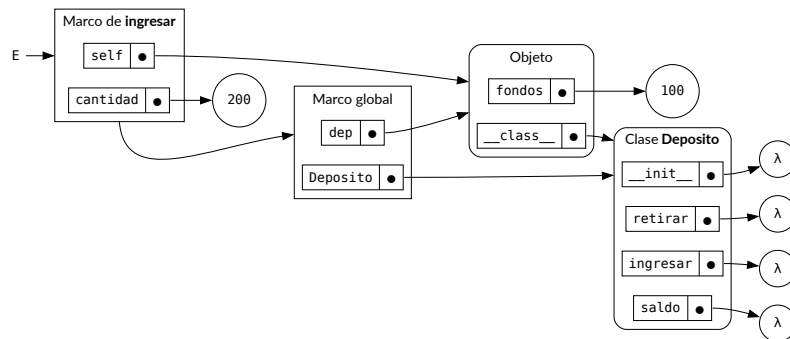 Marco de ingresar
E
self
cantidad
200
Marco global
dep
Deposito
Objeto
fondos
100
__class__
Clase Deposito
__init__
λ
retirar
λ
ingresar
λ
saldo
λ